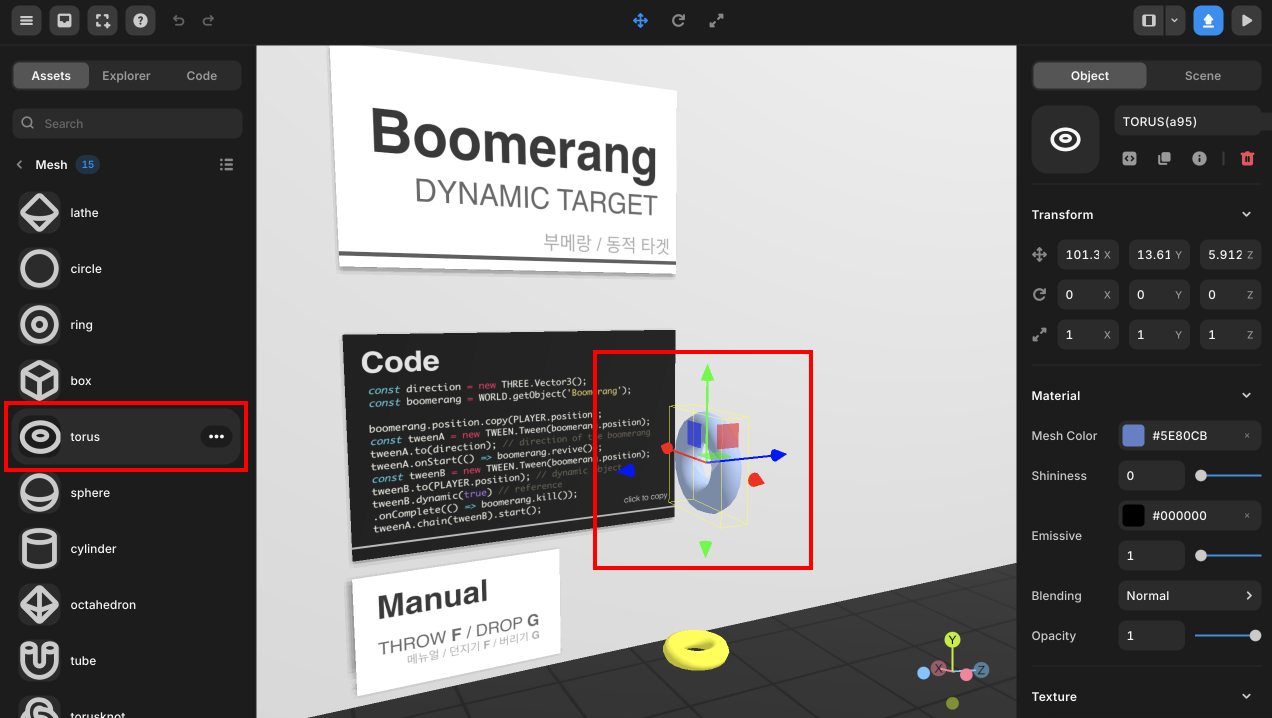 Assets
Explorer
Code
Search
Mesh
15
lathe
circle
ring
box
torus
sphere
cylinder
octahedron
tube
torusknot
Boomerang
DYNAMIC TARGET
부메랑 / 동적 타겟
Code
const direction = new THREE.Vector3();
const boomerang = WORLD.getObject('Boomerang');
boomerang.position.copy(PLAYER.position);
const tweenA = new TWEEN.Tween(boomerang.position);
tweenA.to(direction); // direction of the boomerang
tweenA.onStart(() => boomerang.revive());
const tweenB = new TWEEN.Tween(boomerang.position);
tweenB.to(PLAYER.position); // dynamic object
tweenB.dynamic(true) // reference
.onComplete(() => boomerang.kill());
tweenA.chain(tweenB).start();
click to copy
Manual
THROW F / DROP G
메뉴얼 / 던지기 F / 버리기 G
Y
X
Z
Object
Scene
TORUS(a95)
Transform
101.3 X
13.61 Y
5.912 Z
0 X
0 Y
0 Z
1 X
1 Y
1 Z
Material
Mesh Color
#5E80CB
Shininess
0
Emissive
#000000
1
Blending
Normal
Opacity
1
Texture